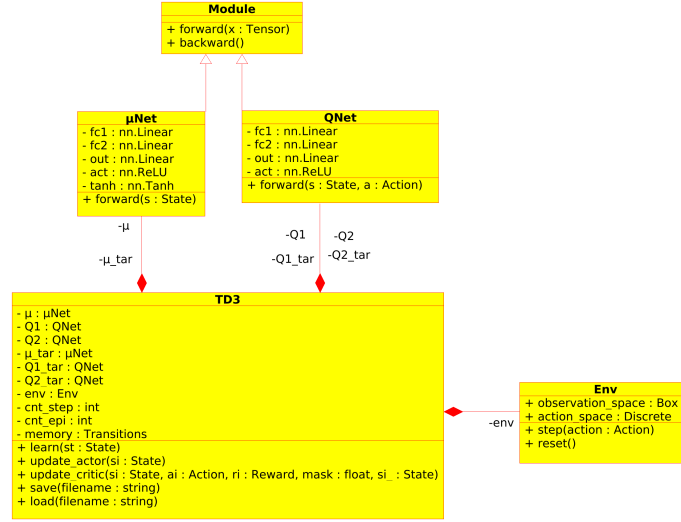 Module
+ forward(x : Tensor)
+ backward()
μNet
- fc1 : nn.Linear
- fc2 : nn.Linear
- out : nn.Linear
- act : nn.ReLU
- tanh : nn.Tanh
+ forward(s : State)
QNet
- fc1 : nn.Linear
- fc2 : nn.Linear
- out : nn.Linear
- act : nn.ReLU
+ forward(s : State, a : Action)
-μ
-μ_tar
-Q1
-Q2
-Q1_tar
-Q2_tar
TD3
- μ : μNet
- Q1 : QNet
- Q2 : QNet
- μ_tar : μNet
- Q1_tar : QNet
- Q2_tar : QNet
- env : Env
- cnt_step : int
- cnt_epi : int
- memory : Transitions
+ learn(st : State)
+ update_actor(si : State)
+ update_critic(si : State, ai : Action, ri : Reward, mask : float, si_ : State)
+ save(filename : string)
+ load(filename : string)
-env
Env
+ observation_space : Box
+ action_space : Discrete
+ step(action : Action)
+ reset()